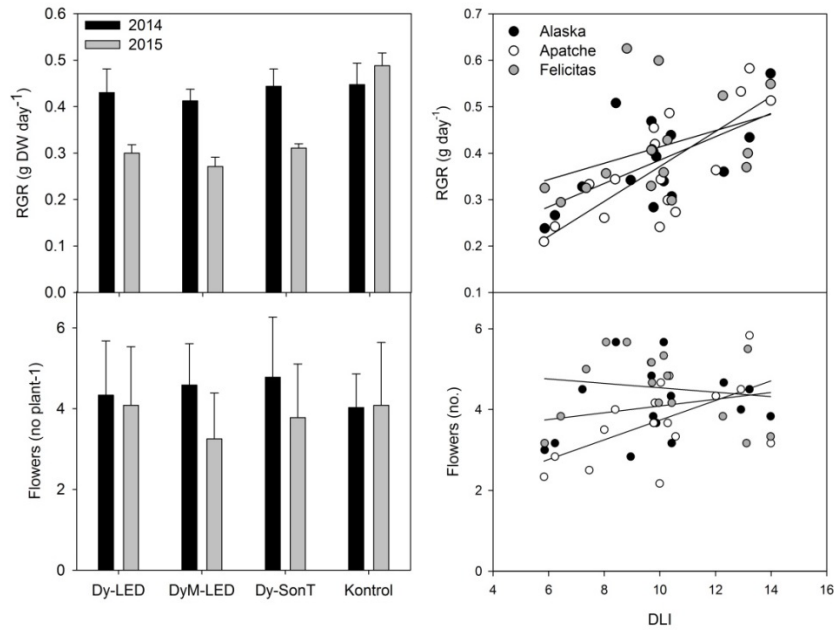 2014
2015
0.6
0.5
0.4
0.3
0.2
0.1
0.0
RGR (g DW day-1)
Alaska
Apatche
Felicitas
0.7
0.6
0.5
0.4
0.3
0.2
0.1
RGR (g day-1)
6
4
2
0
Flowers (no plant-1)
Dy-LED DyM-LED Dy-SonT Kontrol
6
4
2
0
Flowers (no.)
4 6 8 10 12 14 16
DLI